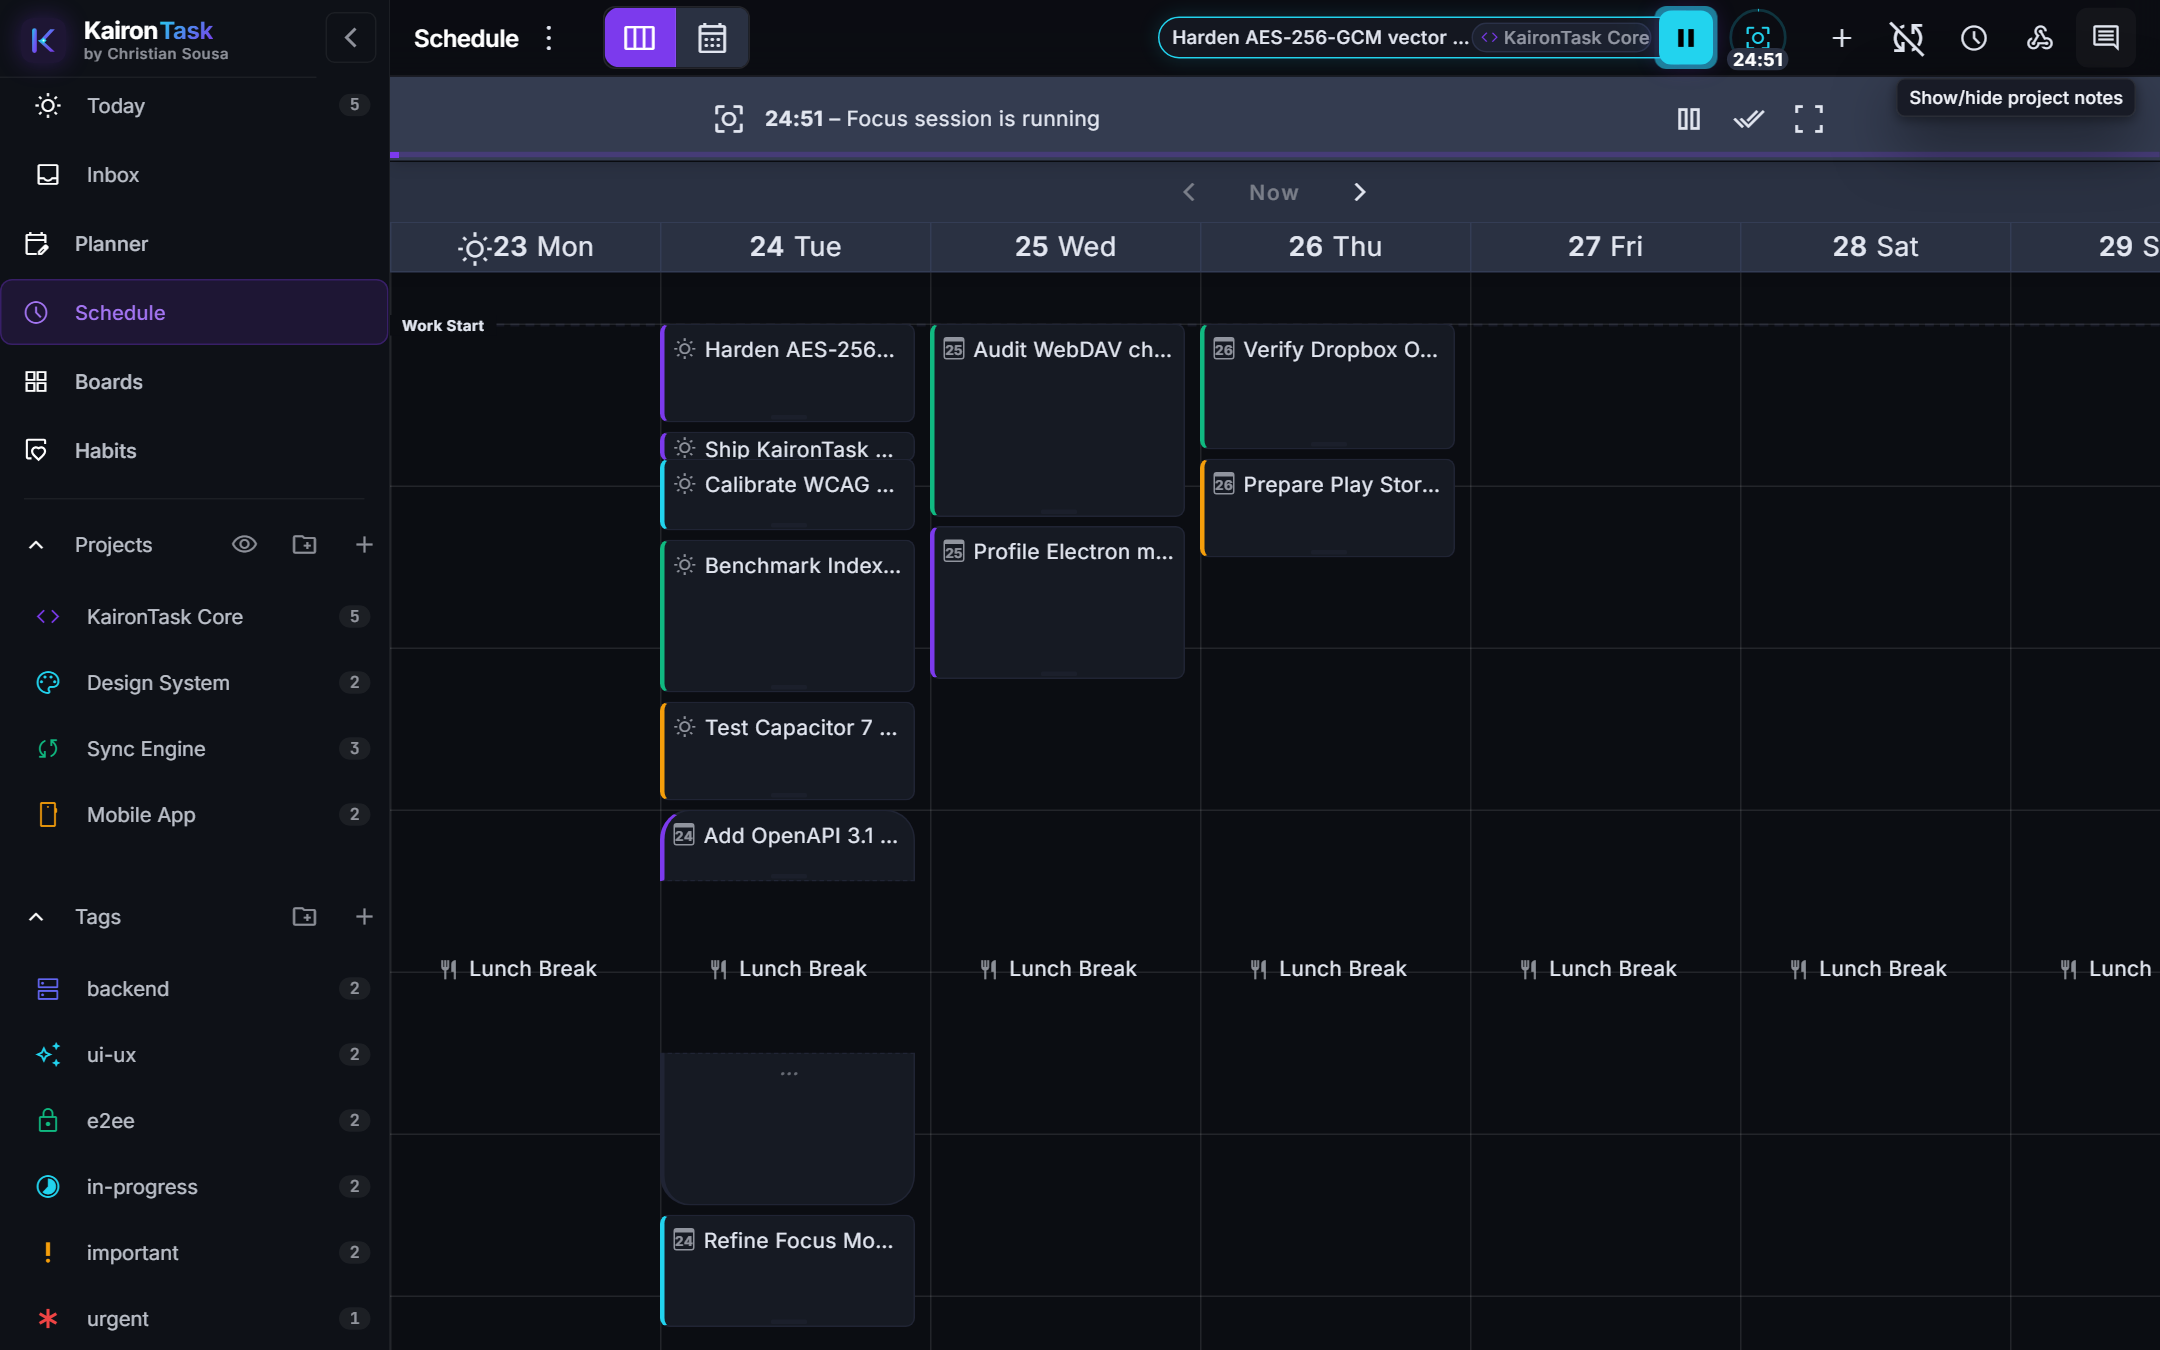 KaironTask
by Christian Sousa
Schedule
Harden AES-256-GCM vector ...
KaironTask Core
24:51
Show/hide project notes
24:51 – Focus session is running
Today 5
Inbox
Planner
Schedule
Boards
Habits
Projects
KaironTask Core 5
Design System 2
Sync Engine 3
Mobile App 2
Tags
backend 2
ui-ux 2
e2ee 2
in-progress 2
important 2
urgent 1
Now
23 Mon
24 Tue
25 Wed
26 Thu
27 Fri
28 Sat
29 S
Work Start
Harden AES-256...
25 Audit WebDAV ch...
26 Verify Dropbox O...
Ship KaironTask ...
Calibrate WCAG ...
26 Prepare Play Stor...
Benchmark Index...
25 Profile Electron m...
Test Capacitor 7 ...
24 Add OpenAPI 3.1 ...
Lunch Break
Lunch Break
Lunch Break
Lunch Break
Lunch Break
Lunch Break
Lunch
...
24 Refine Focus Mo...